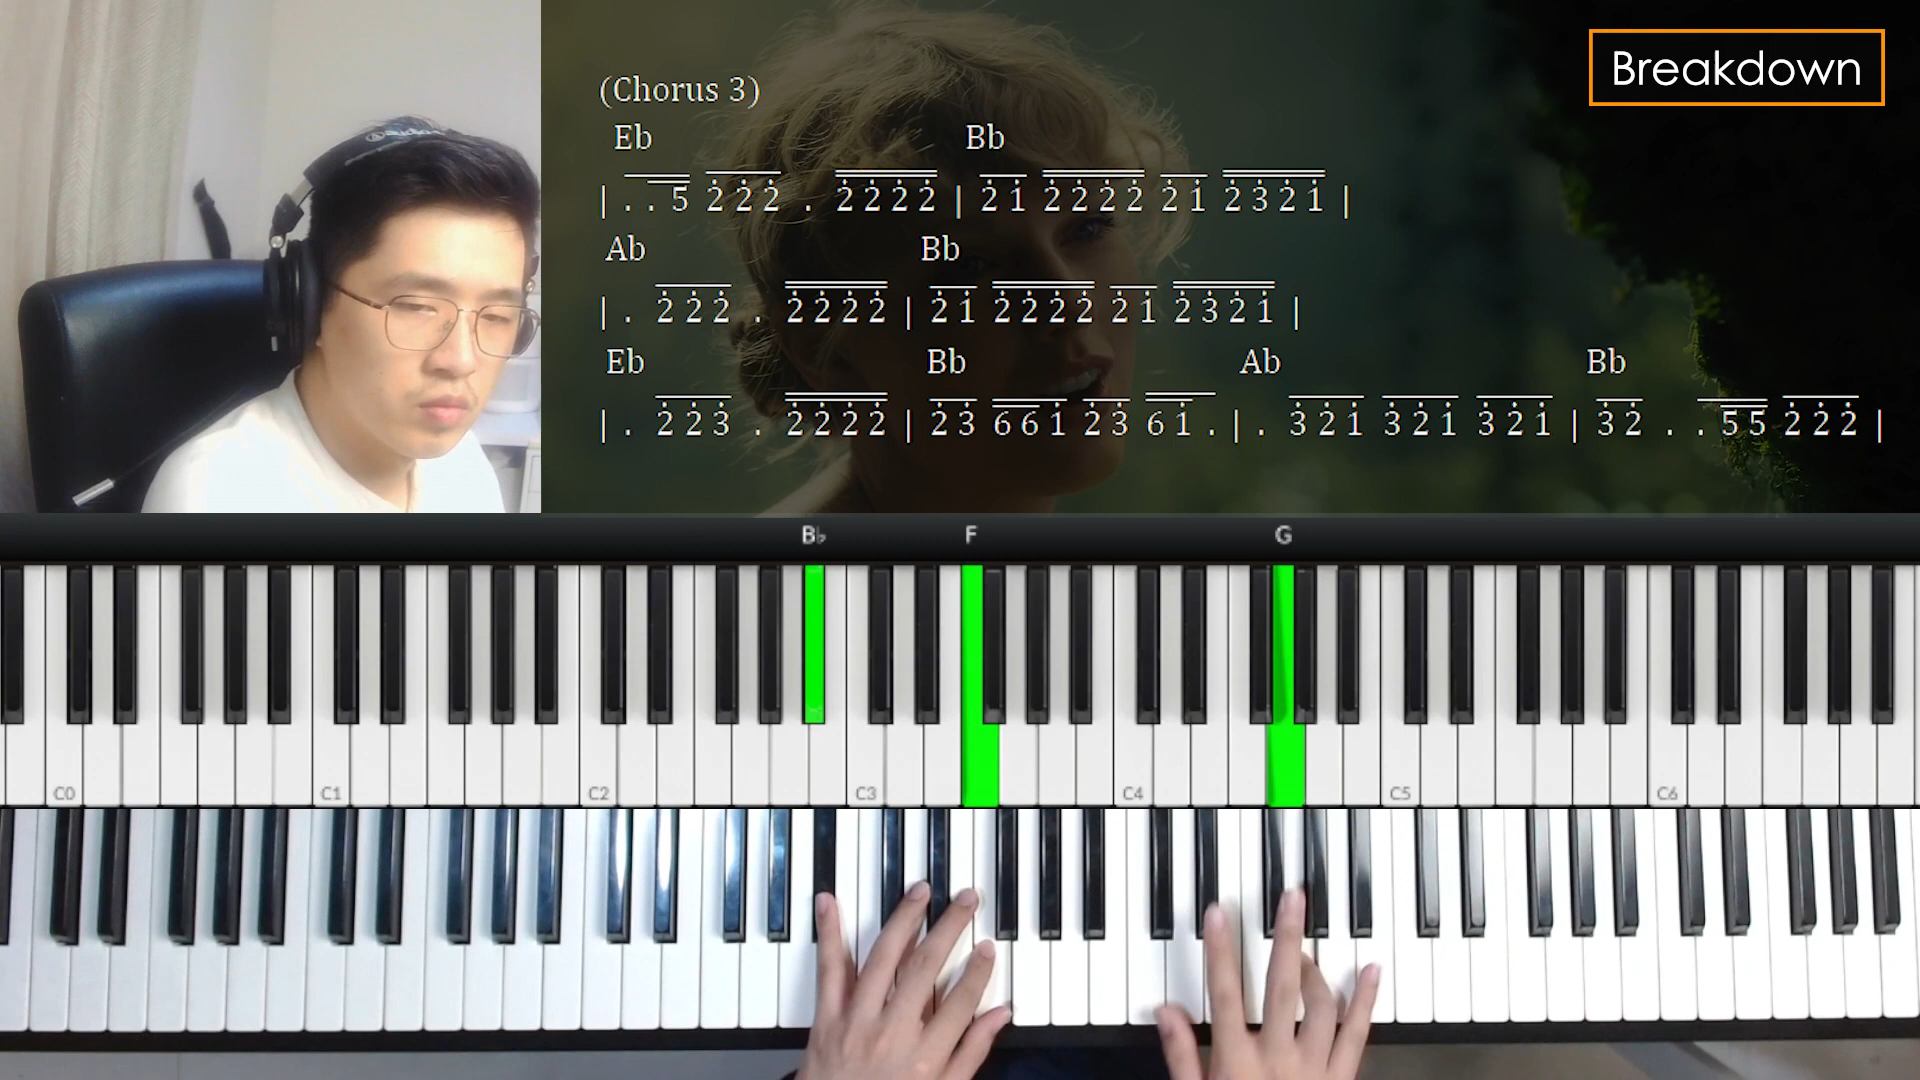 Breakdown
(Chorus 3)
Eb Bb
| . . 5 2̇ 2̇ 2̇ . 2̇ 2̇ 2̇ 2̇ | 2̇ 1̇ 2̇ 2̇ 2̇ 2̇ 2̇ 1̇ 2̇ 3̇ 2̇ 1̇ |
Ab Bb
| . 2̇ 2̇ 2̇ . 2̇ 2̇ 2̇ 2̇ | 2̇ 1̇ 2̇ 2̇ 2̇ 2̇ 2̇ 1̇ 2̇ 3̇ 2̇ 1̇ |
Eb Bb Ab Bb
| . 2̇ 2̇ 3̇ . 2̇ 2̇ 2̇ 2̇ | 2̇ 3̇ 6 6 1̇ 2̇ 3̇ 6 1̇ . | . 3̇ 2̇ 1̇ 3̇ 2̇ 1̇ 3̇ 2̇ 1̇ | 3̇ 2̇ . . 5 5 2̇ 2̇ 2̇ |
B♭ F G
C0 C1 C2 C3 C4 C5 C6